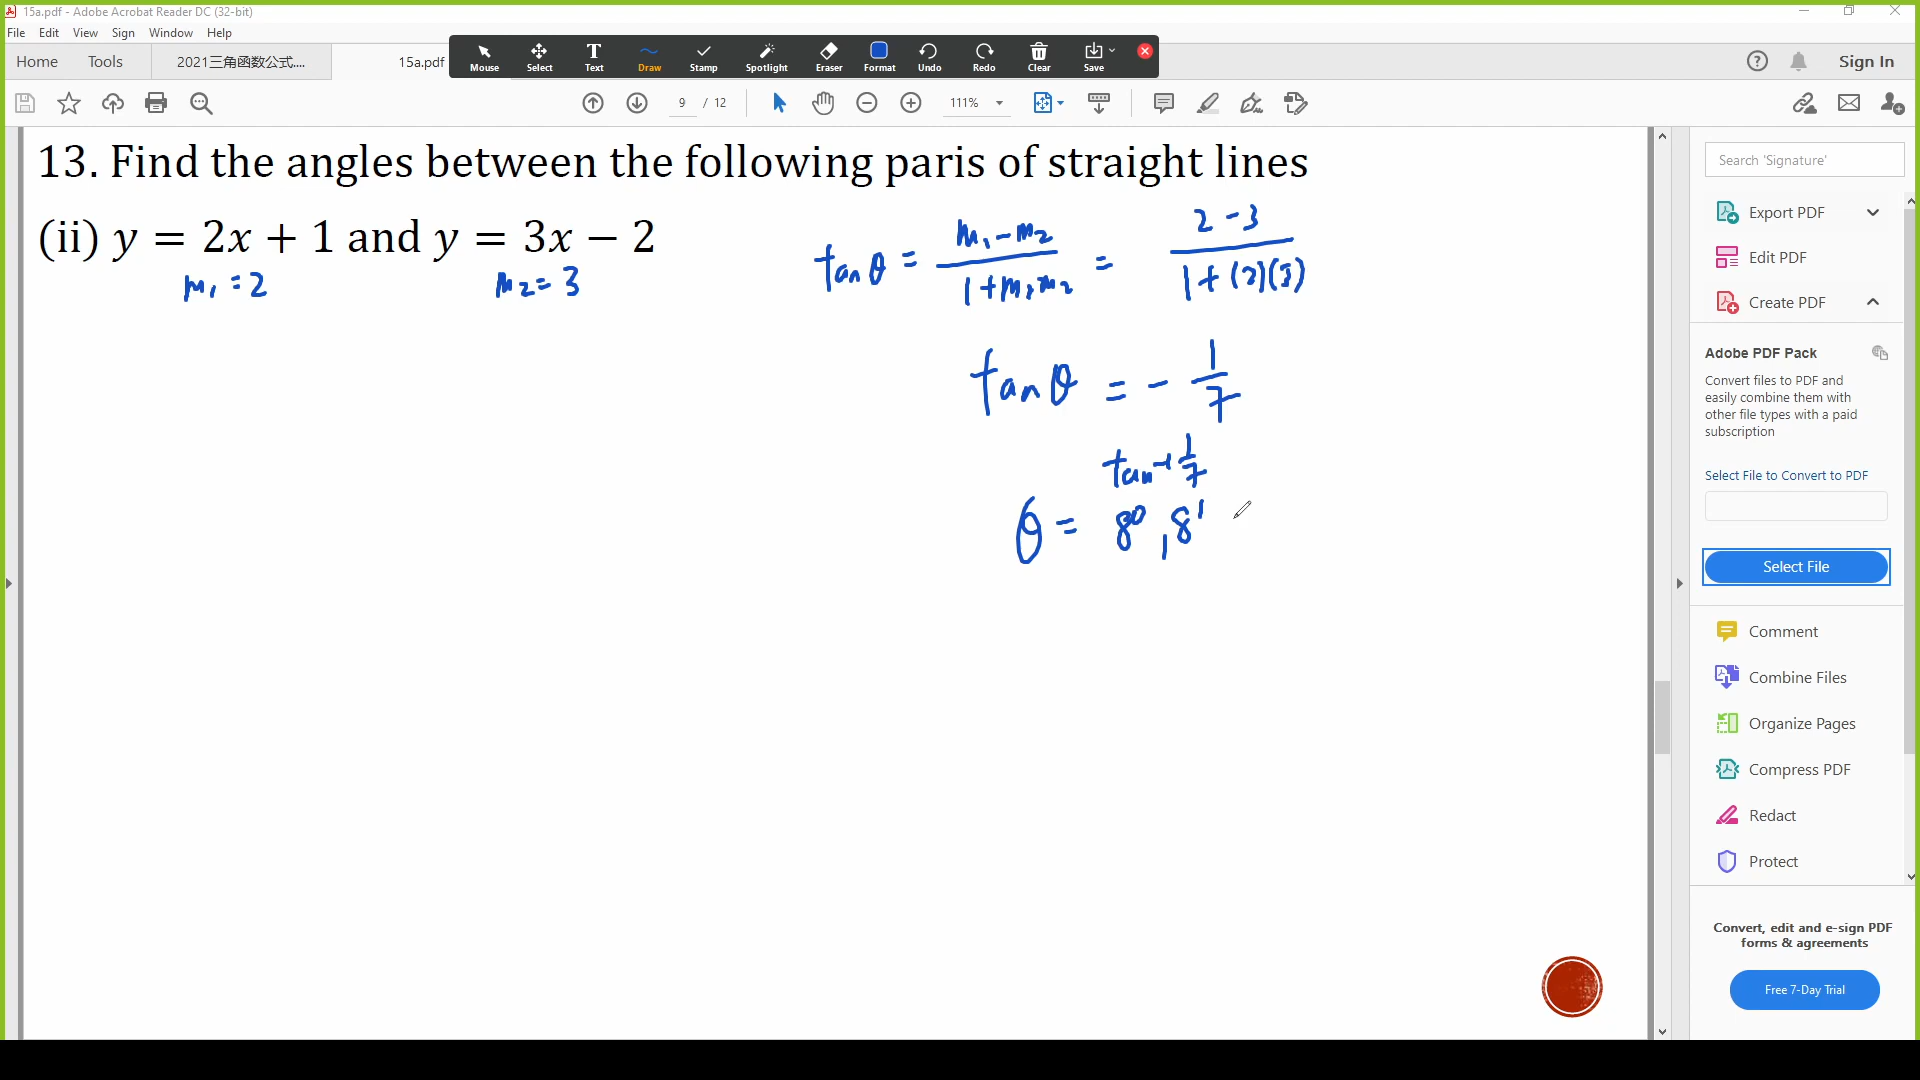 15a.pdf - Adobe Acrobat Reader DC (32-bit)
File Edit View Sign Window Help
Home Tools 2021三角函数公式.... 15a.pdf
Mouse Select Text Draw Stamp Spotlight Eraser Format Undo Redo Clear Save
Sign In
9 / 12 111%
13. Find the angles between the following paris of straight lines
(ii) y = 2x + 1 and y = 3x − 2
m₁ = 2 m₂ = 3
tan θ = (m₁ − m₂)/(1 + m₁m₂) = (2 − 3)/(1 + (2)(3))
tan θ = − 1/7
tan⁻¹ 1/7
θ = 8°, 8'
Search 'Signature'
Export PDF
Edit PDF
Create PDF
Adobe PDF Pack
Convert files to PDF and
easily combine them with
other file types with a paid
subscription
Select File to Convert to PDF
Select File
Comment
Combine Files
Organize Pages
Compress PDF
Redact
Protect
Convert, edit and e-sign PDF
forms & agreements
Free 7-Day Trial